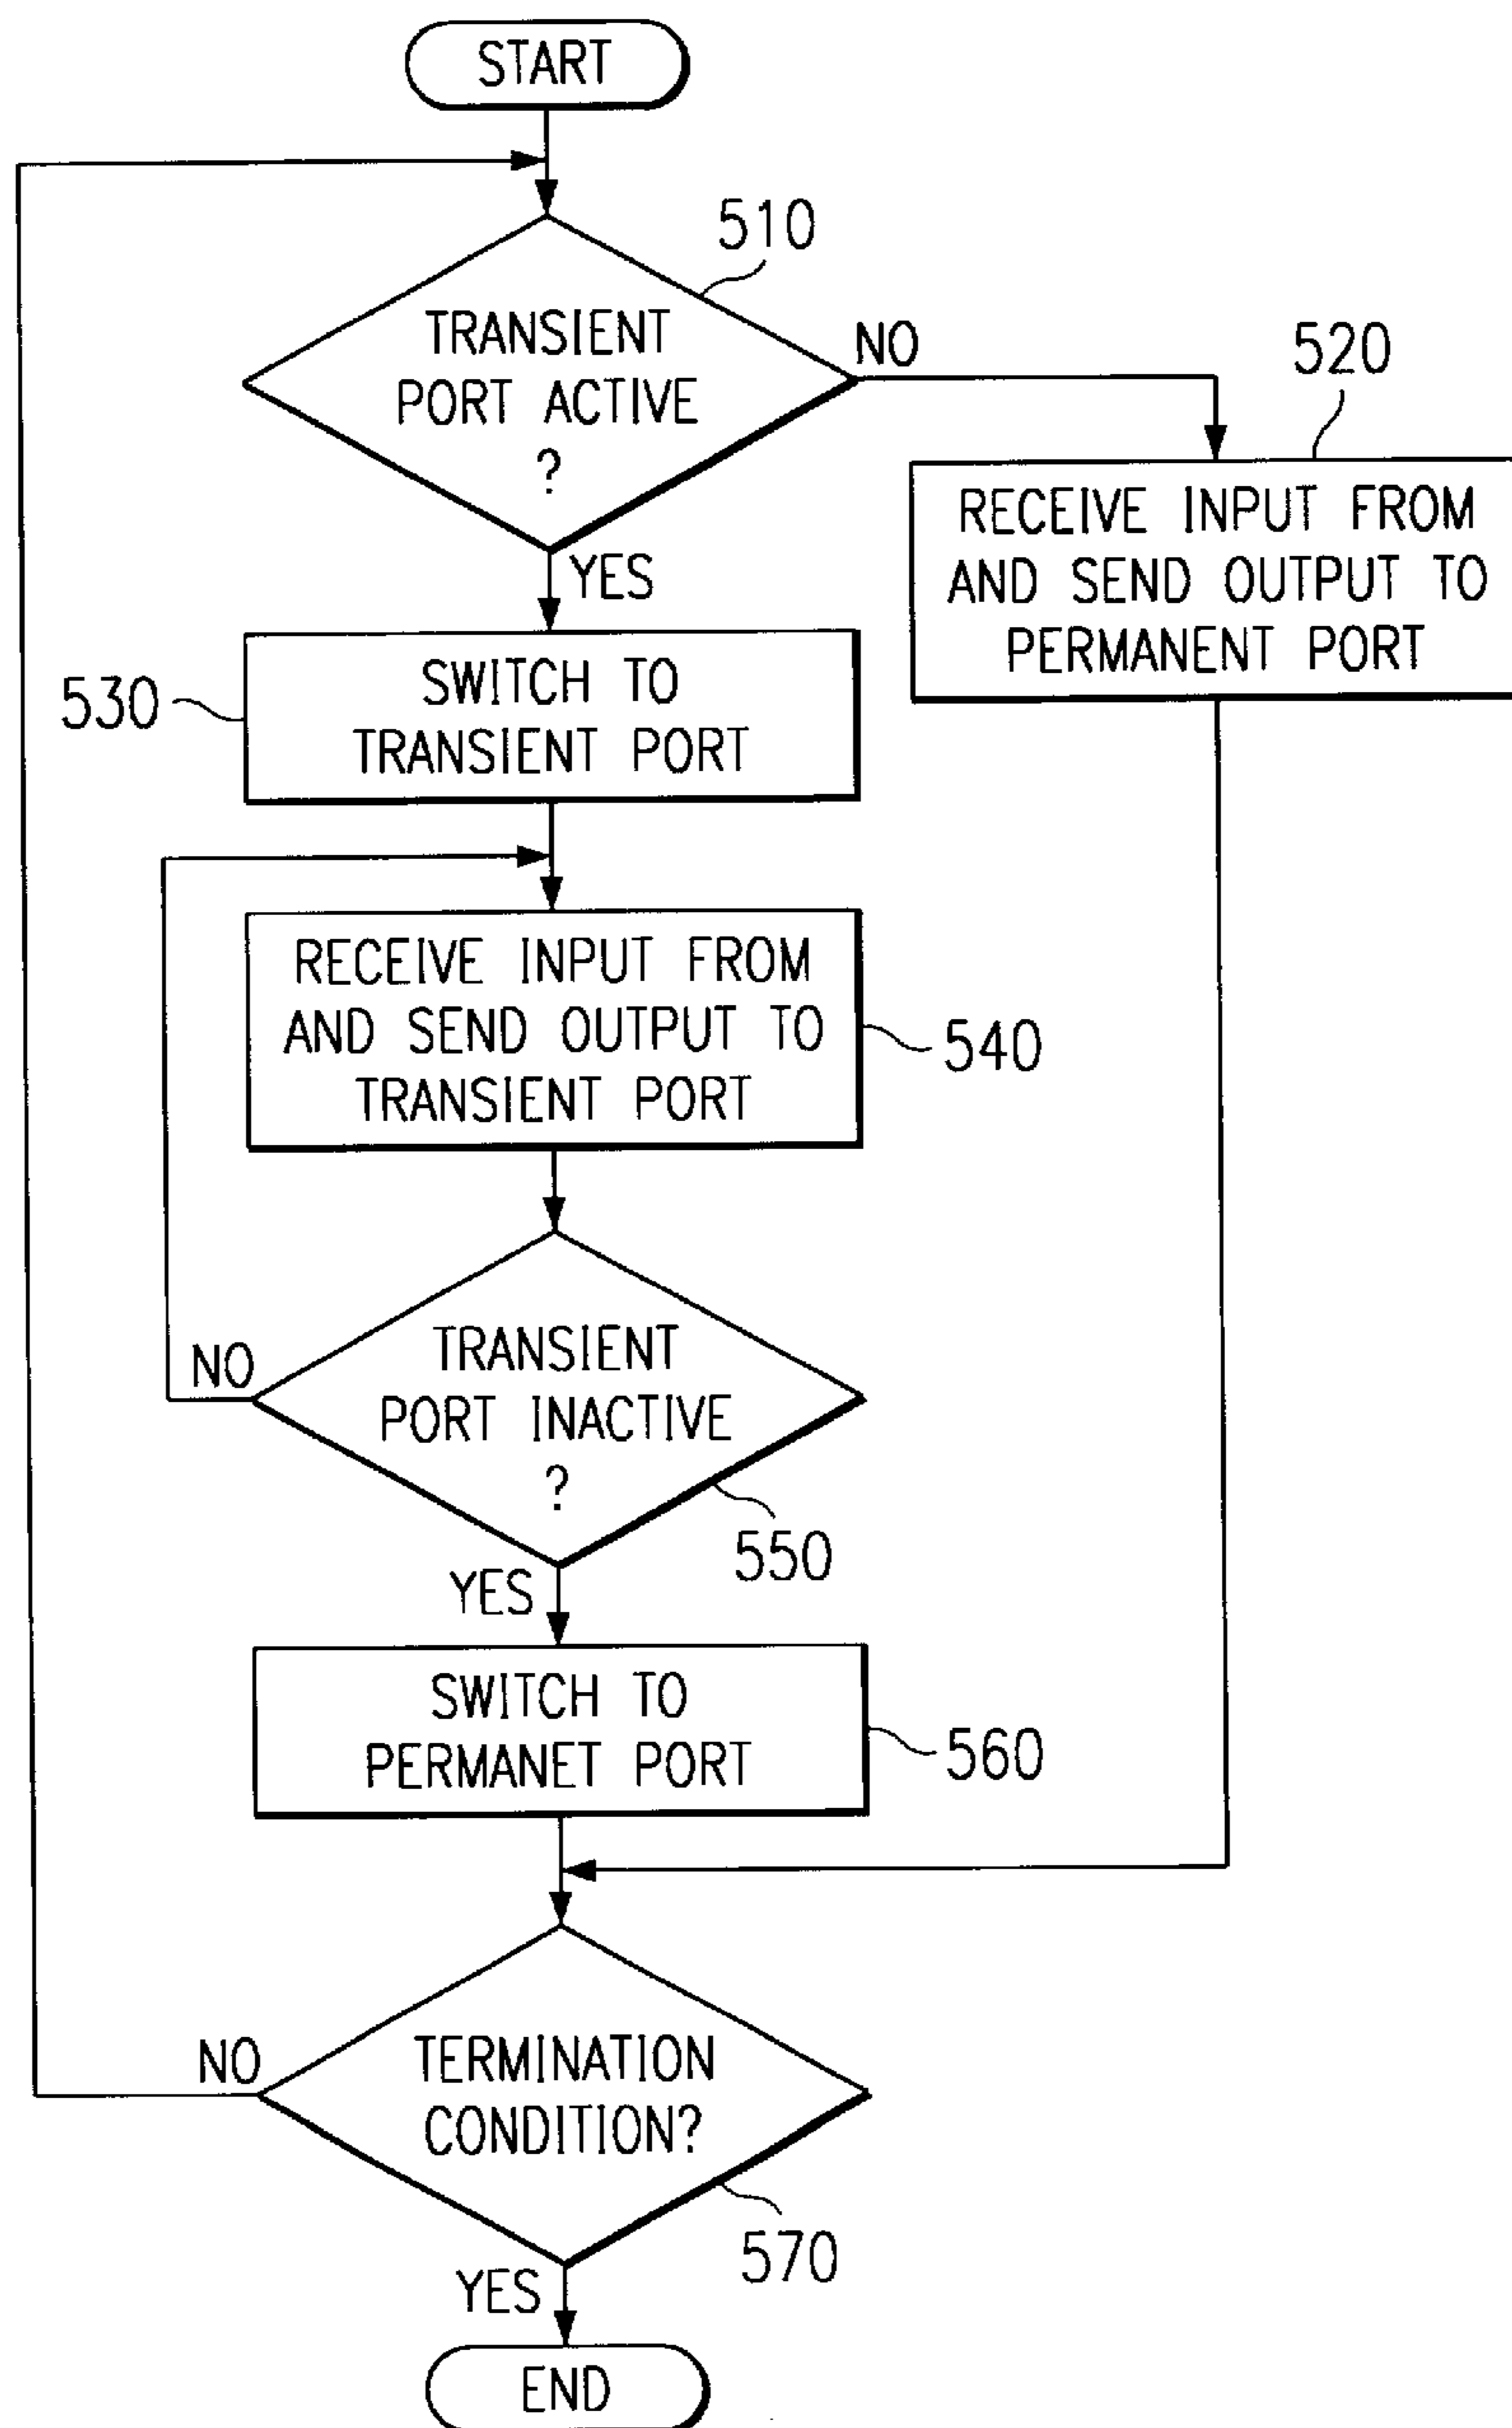 START
510
TRANSIENT
PORT ACTIVE
?
NO
520
RECEIVE INPUT FROM
AND SEND OUTPUT TO
PERMANENT PORT
YES
530
SWITCH TO
TRANSIENT PORT
RECEIVE INPUT FROM
AND SEND OUTPUT TO
TRANSIENT PORT
540
NO
TRANSIENT
PORT INACTIVE
?
550
YES
SWITCH TO
PERMANET PORT
560
NO
TERMINATION
CONDITION?
570
YES
END